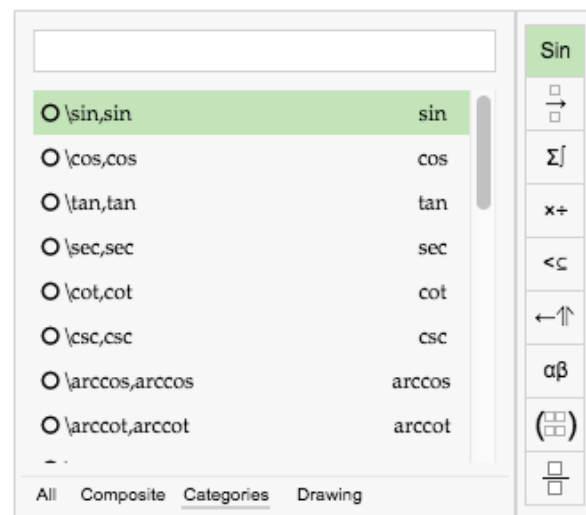 \sin,sin sin
\cos,cos cos
\tan,tan tan
\sec,sec sec
\cot,cot cot
\csc,csc csc
\arccos,arccos arccos
\arccot,arccot arccot
All Composite Categories Drawing
Sin
→
Σ∫
×÷
<⊆
←⇑
αβ